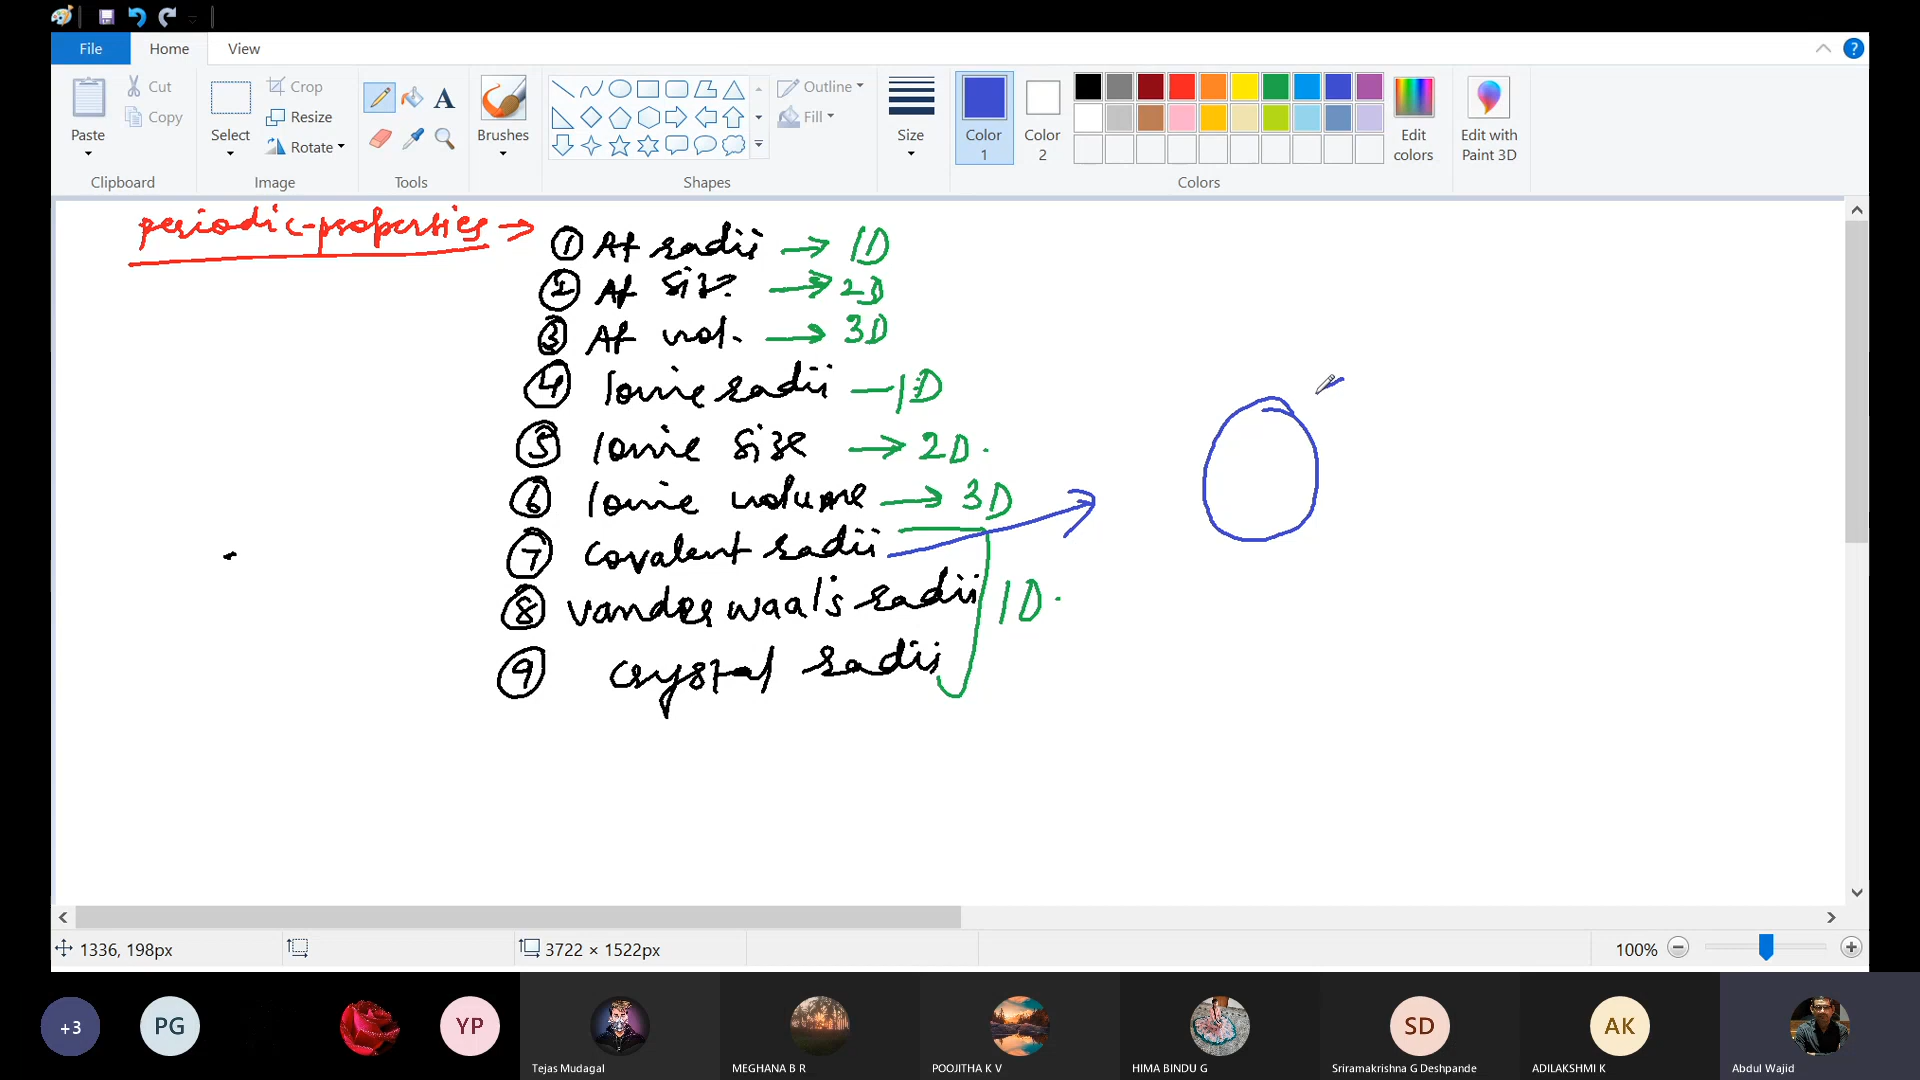 File Home View
Paste Cut Copy Clipboard
Select Crop Resize Rotate Image
Tools
Brushes
Outline Fill Shapes
Size
Color 1 Color 2 Edit colors Colors
Edit with Paint 3D
periodic-properties →
① At radii → 1D
② At size → 2D
③ At vol. → 3D
④ Ionic radii — 1D
⑤ Ionic size → 2D.
⑥ Ionic volume → 3D
⑦ covalent radii
⑧ vander waal's radii 1D.
⑨ crystal radii
1336, 198px 3722 × 1522px 100%
+3 PG YP SD AK
Tejas Mudagal MEGHANA B R POOJITHA K V HIMA BINDU G Sriramakrishna G Deshpande ADILAKSHMI K Abdul Wajid